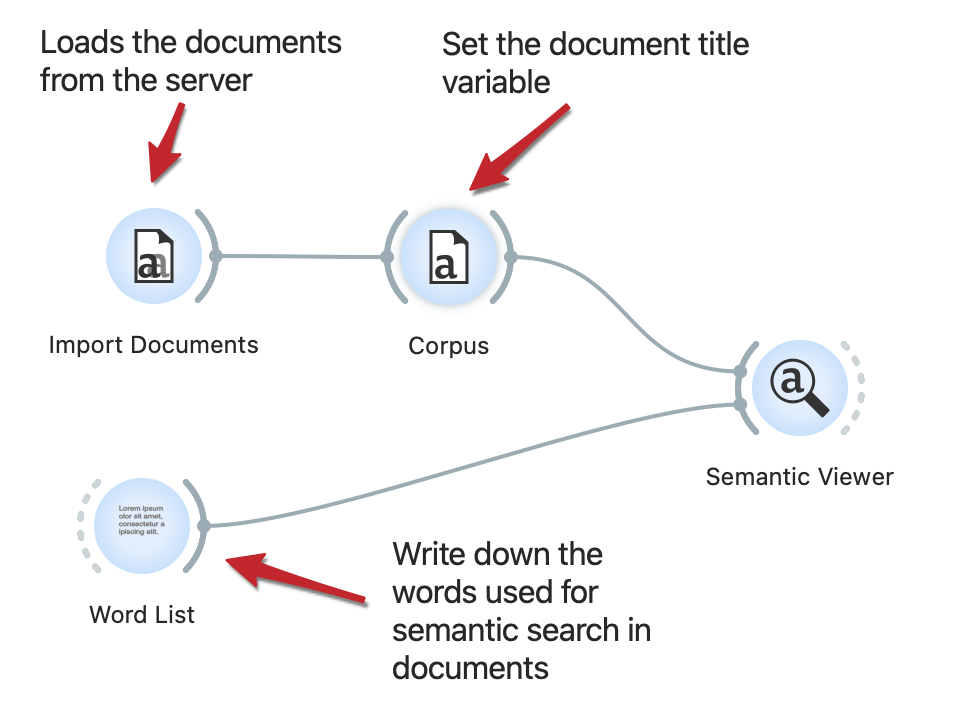 Loads the documents
from the server
Set the document title
variable
a
a
a
Import Documents
Corpus
a
Semantic Viewer
Lorem ipsum
olor sit amet,
consectetur a
ipiscing elit.
Word List
Write down the
words used for
semantic search in
documents